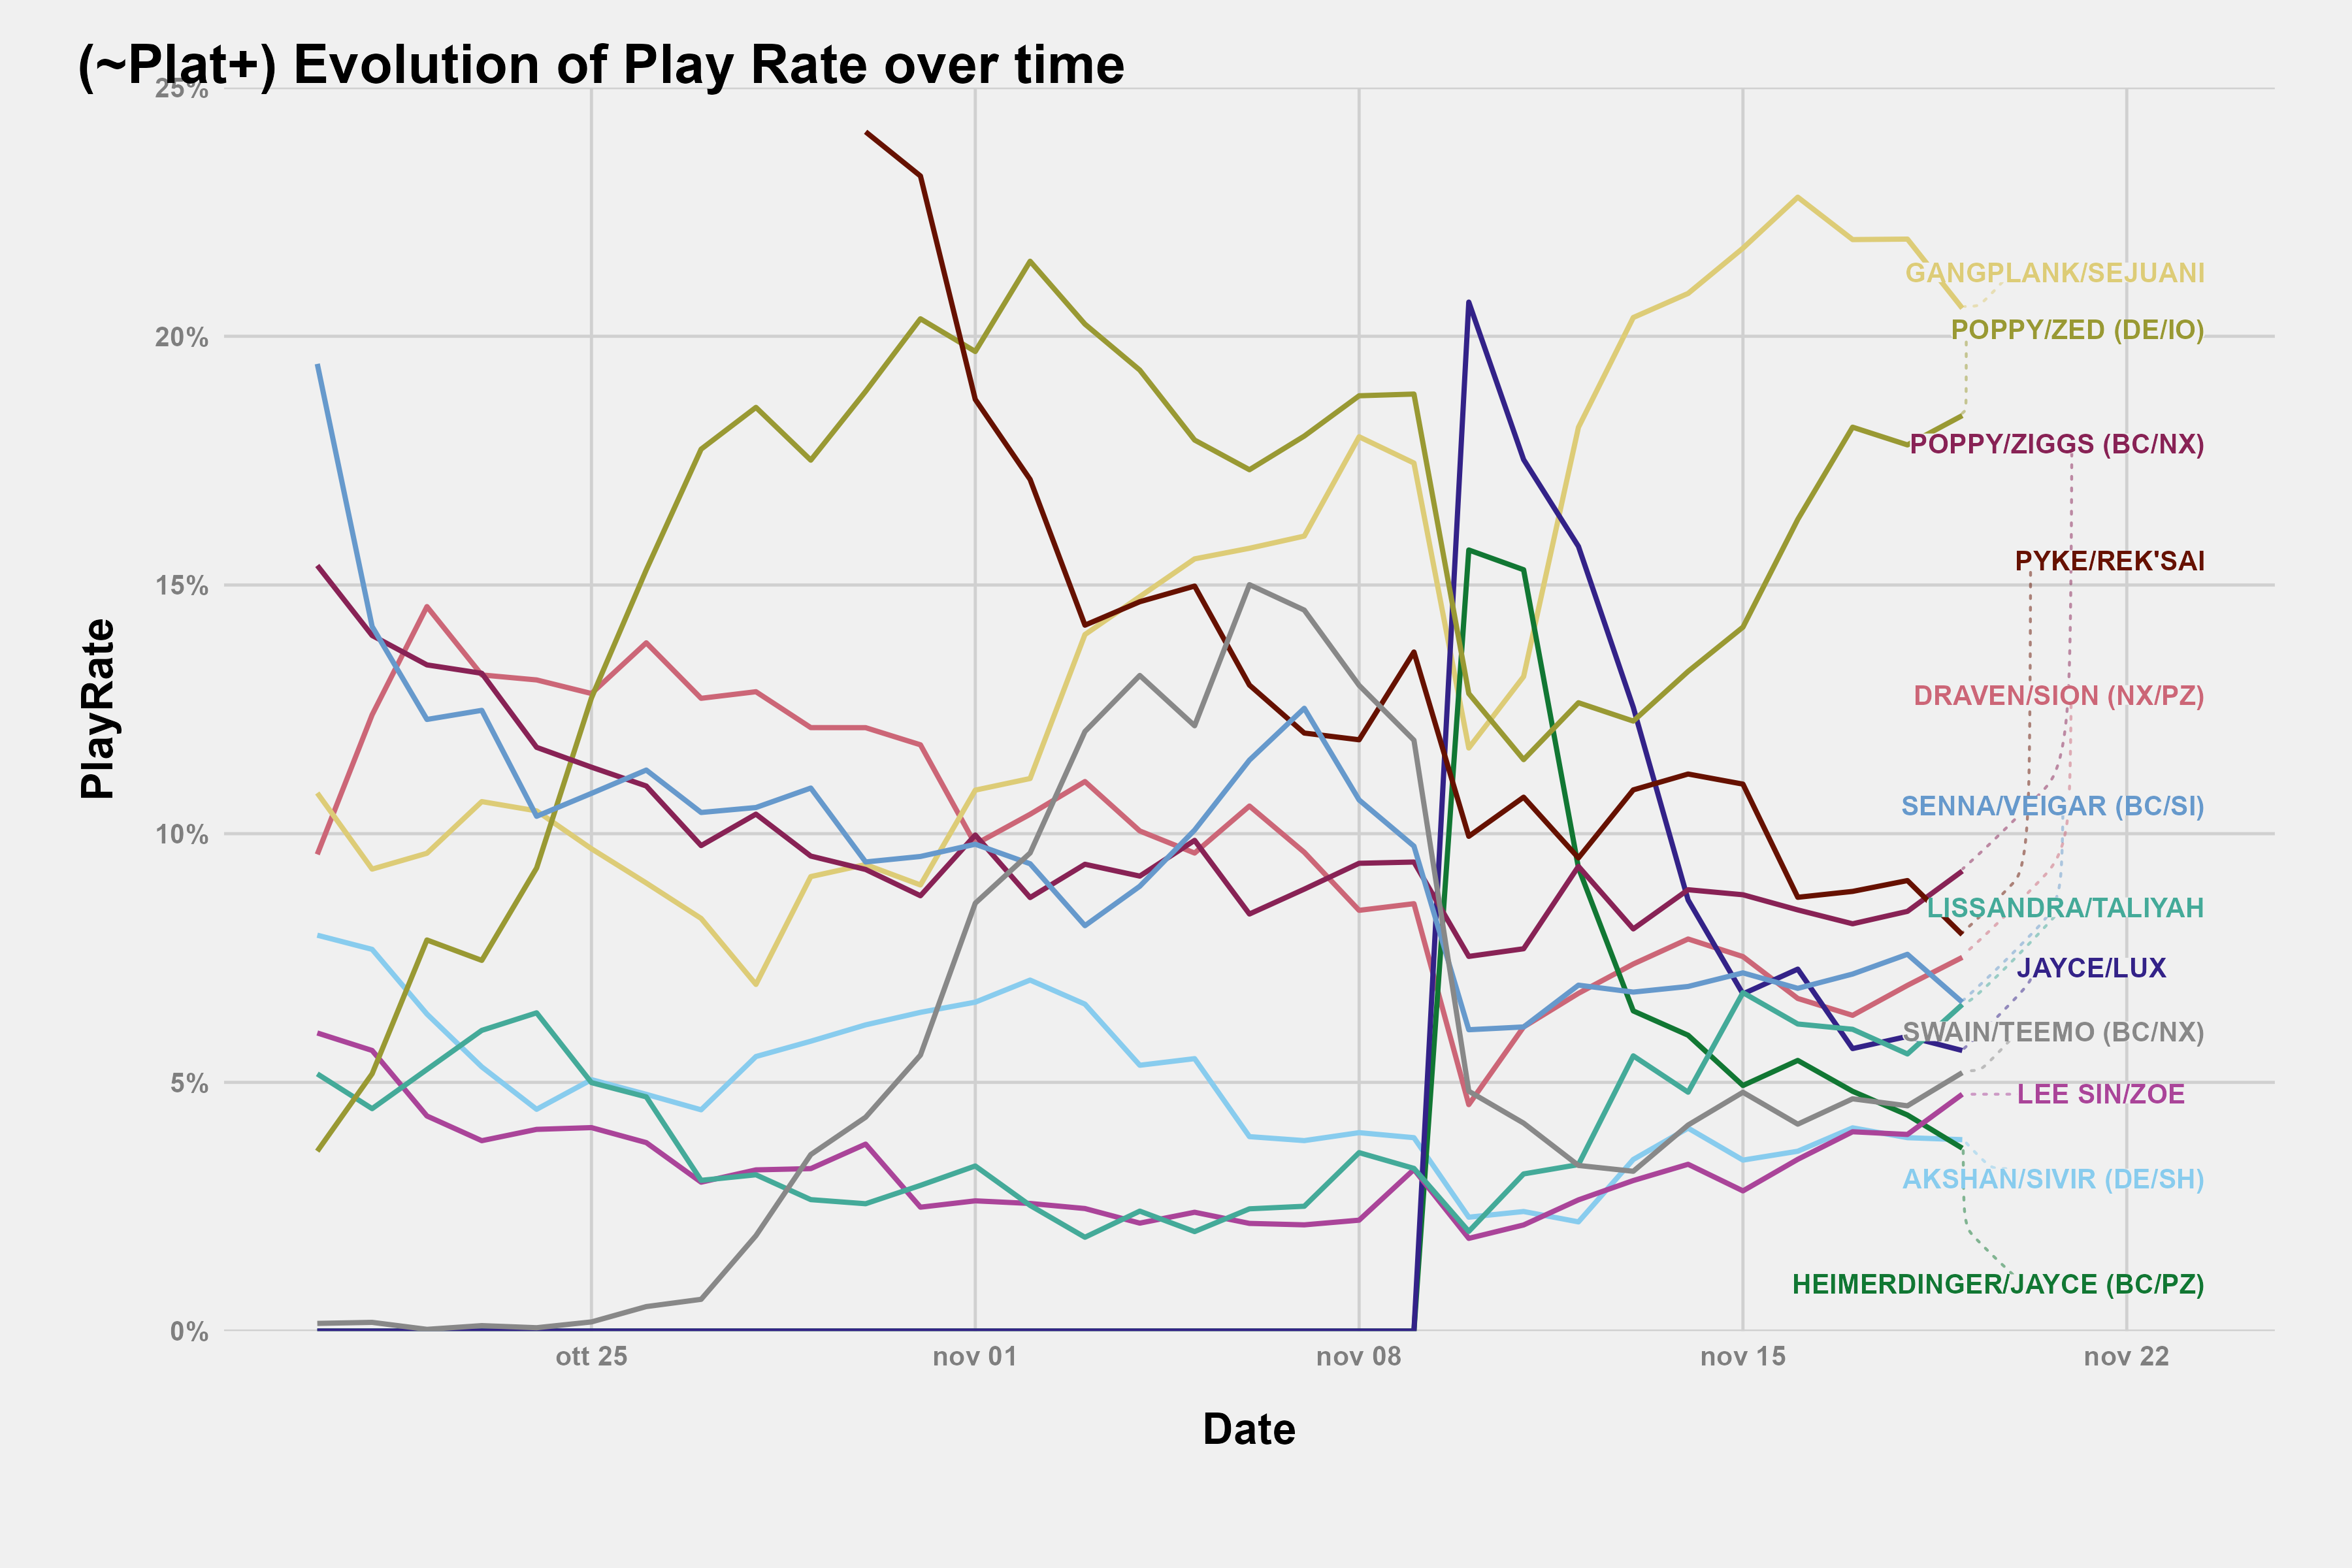 (~Plat+) Evolution of Play Rate over time
25%
20%
15%
10%
5%
0%
PlayRate
GANGPLANK/SEJUANI
POPPY/ZED (DE/IO)
POPPY/ZIGGS (BC/NX)
PYKE/REK'SAI
DRAVEN/SION (NX/PZ)
SENNA/VEIGAR (BC/SI)
LISSANDRA/TALIYAH
JAYCE/LUX
SWAIN/TEEMO (BC/NX)
LEE SIN/ZOE
AKSHAN/SIVIR (DE/SH)
HEIMERDINGER/JAYCE (BC/PZ)
ott 25
nov 01
nov 08
nov 15
nov 22
Date